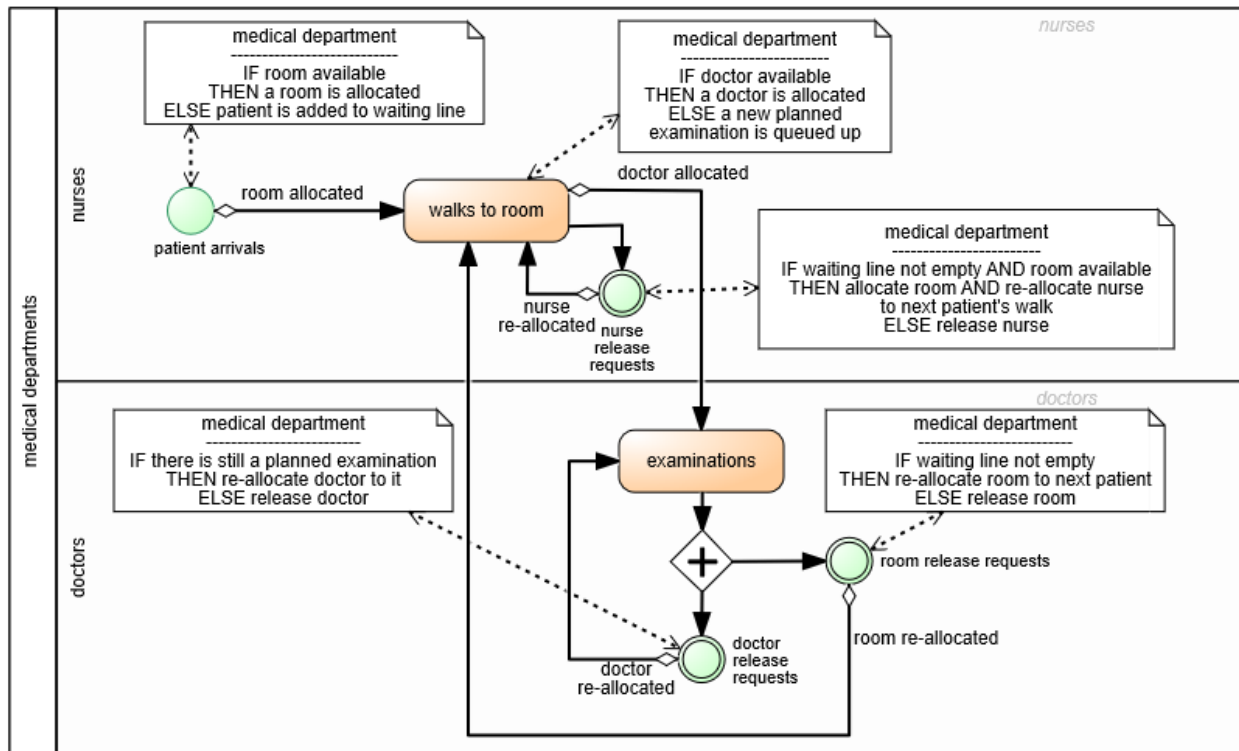 medical departments
nurses
nurses
medical department
----------------------------
IF room available
THEN a room is allocated
ELSE patient is added to waiting line
medical department
-------------------------
IF doctor available
THEN a doctor is allocated
ELSE a new planned
examination is queued up
room allocated
patient arrivals
walks to room
doctor allocated
nurse
re-allocated
nurse
release
requests
medical department
-------------------------
IF waiting line not empty AND room available
THEN allocate room AND re-allocate nurse
to next patient's walk
ELSE release nurse
doctors
doctors
medical department
--------------------------
IF there is still a planned examination
THEN re-allocate doctor to it
ELSE release doctor
examinations
medical department
--------------------------
IF waiting line not empty
THEN re-allocate room to next patient
ELSE release room
room release requests
room re-allocated
doctor
re-allocated
doctor
release
requests